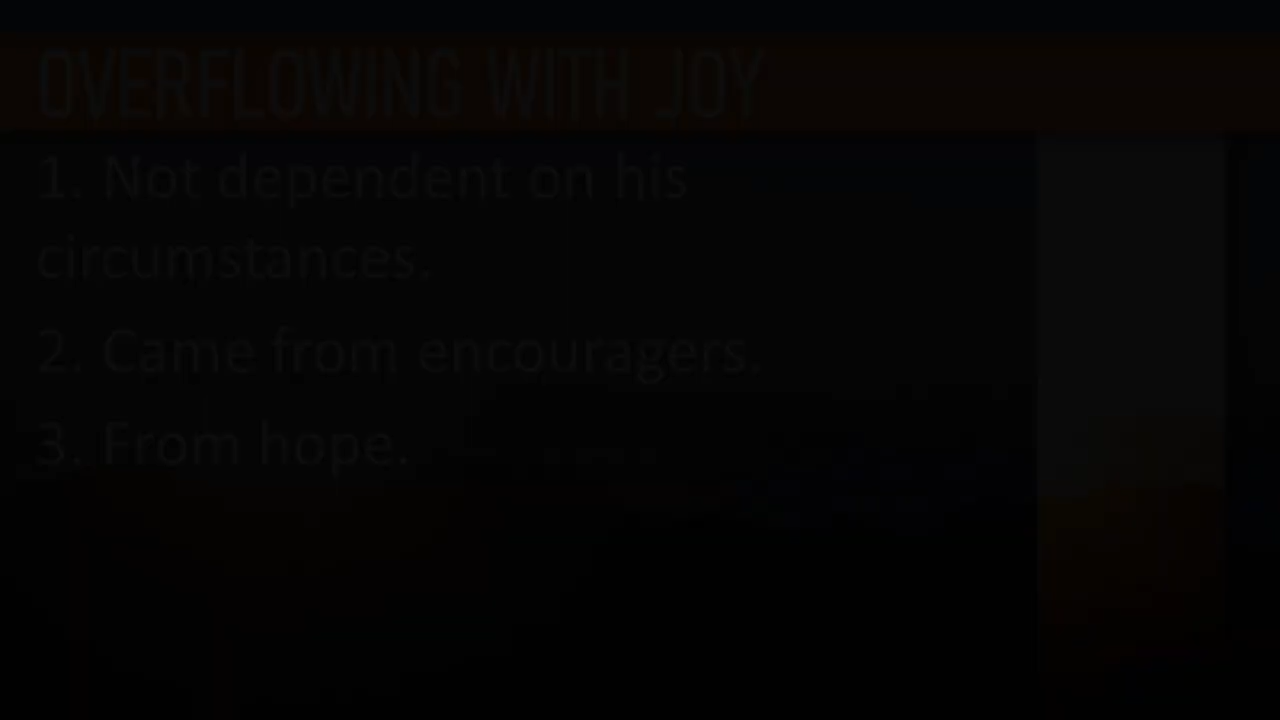 OVERFLOWING WITH JOY
1. Not dependent on his
circumstances.
2. Came from encouragers.
3. From hope.